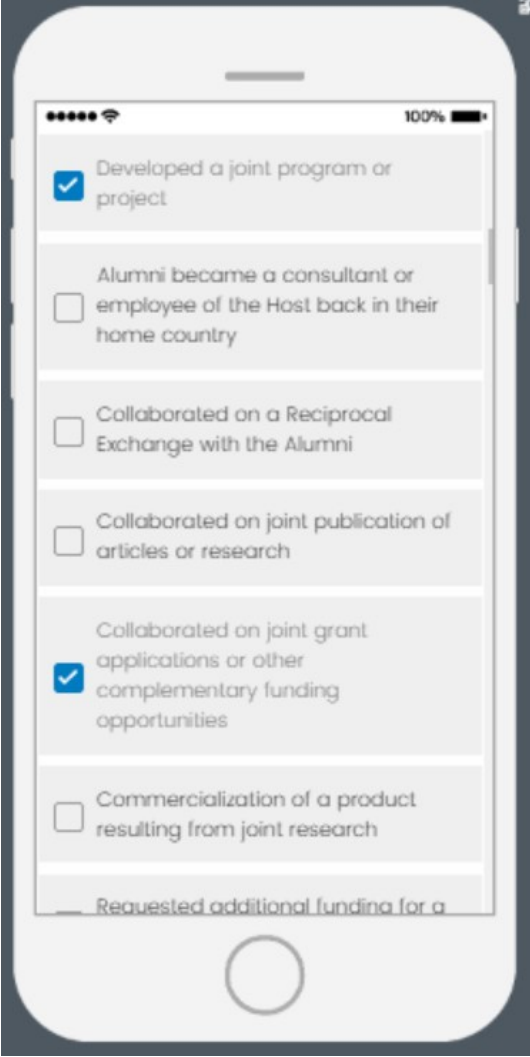 100%
Developed a joint program or
project
Alumni became a consultant or
employee of the Host back in their
home country
Collaborated on a Reciprocal
Exchange with the Alumni
Collaborated on joint publication of
articles or research
Collaborated on joint grant
applications or other
complementary funding
opportunities
Commercialization of a product
resulting from joint research
Requested additional funding for a